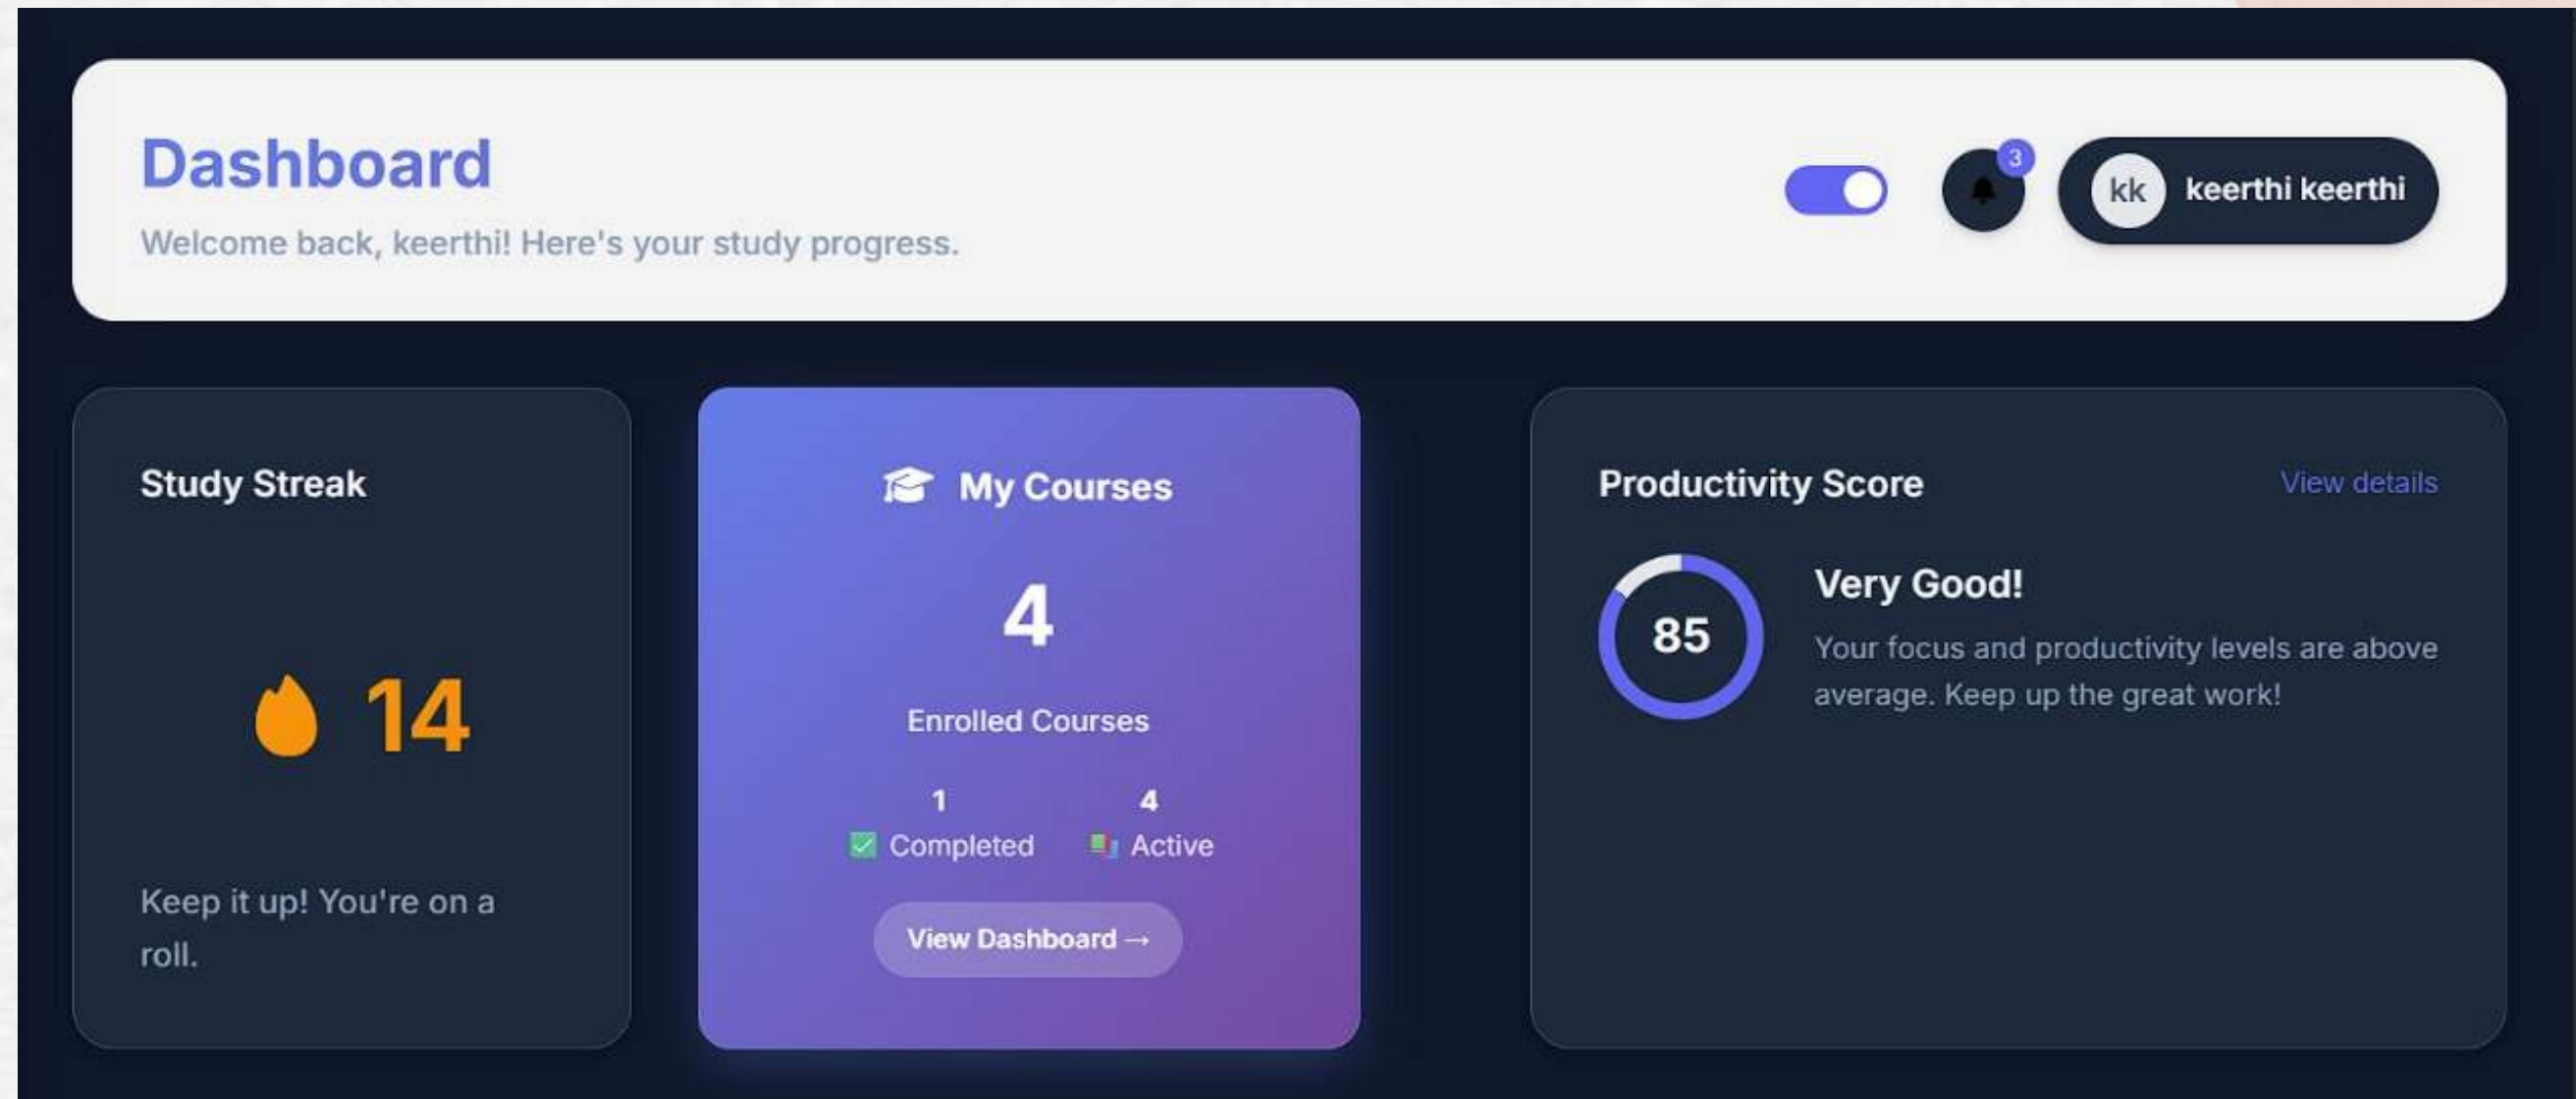 Dashboard
Welcome back, keerthi! Here's your study progress.
3
kk
keerthi keerthi
Study Streak
14
Keep it up! You're on a
roll.
My Courses
4
Enrolled Courses
1
Completed
4
Active
View Dashboard →
Productivity Score
View details
85
Very Good!
Your focus and productivity levels are above
average. Keep up the great work!